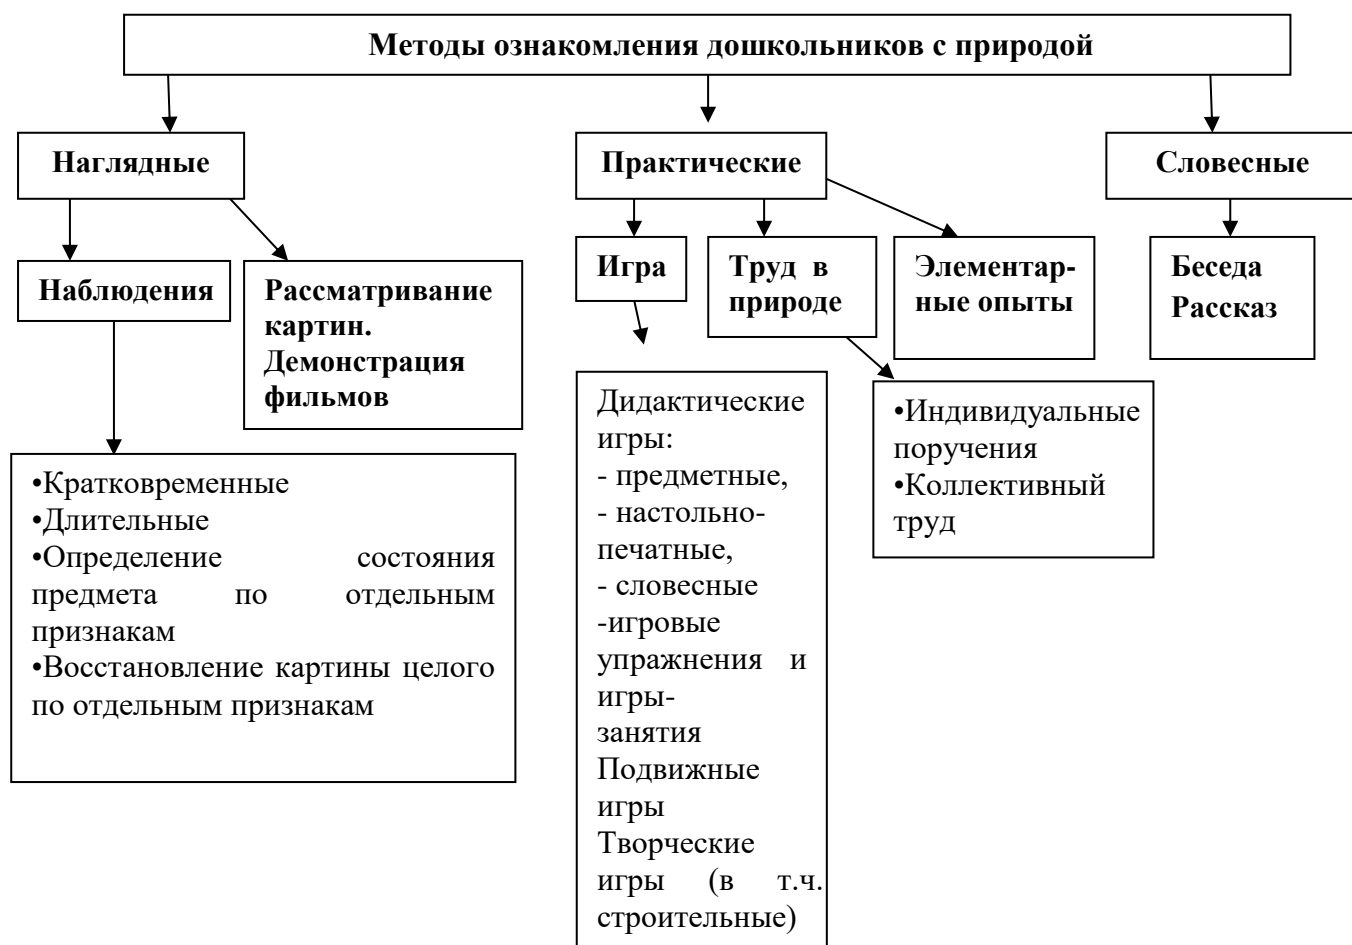 Методы ознакомления дошкольников с природой
Наглядные
Практические
Словесные
Наблюдения
Рассматривание
картин.
Демонстрация
фильмов
Игра
Труд в
природе
Элементар-
ные опыты
Беседа
Рассказ
•Кратковременные
•Длительные
•Определение состояния
предмета по отдельным
признакам
•Восстановление картины целого
по отдельным признакам
Дидактические
игры:
- предметные,
- настольно-
печатные,
- словесные
-игровые
упражнения и
игры-
занятия
Подвижные
игры
Творческие
игры (в т.ч.
строительные)
•Индивидуальные
поручения
•Коллективный
труд